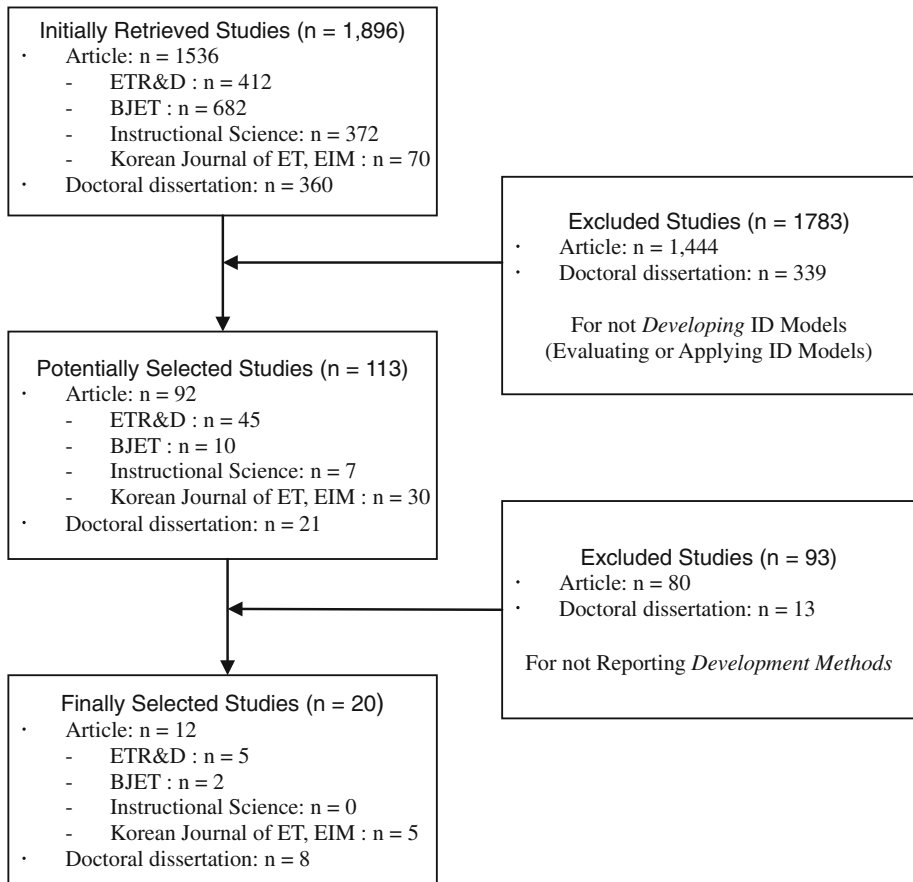 Initially Retrieved Studies (n = 1,896)
· Article: n = 1536
- ETR&D : n = 412
- BJET : n = 682
- Instructional Science: n = 372
- Korean Journal of ET, EIM : n = 70
· Doctoral dissertation: n = 360
Excluded Studies (n = 1783)
· Article: n = 1,444
· Doctoral dissertation: n = 339
For not Developing ID Models
(Evaluating or Applying ID Models)
Potentially Selected Studies (n = 113)
· Article: n = 92
- ETR&D : n = 45
- BJET : n = 10
- Instructional Science: n = 7
- Korean Journal of ET, EIM : n = 30
· Doctoral dissertation: n = 21
Excluded Studies (n = 93)
· Article: n = 80
· Doctoral dissertation: n = 13
For not Reporting Development Methods
Finally Selected Studies (n = 20)
· Article: n = 12
- ETR&D : n = 5
- BJET : n = 2
- Instructional Science: n = 0
- Korean Journal of ET, EIM : n = 5
· Doctoral dissertation: n = 8